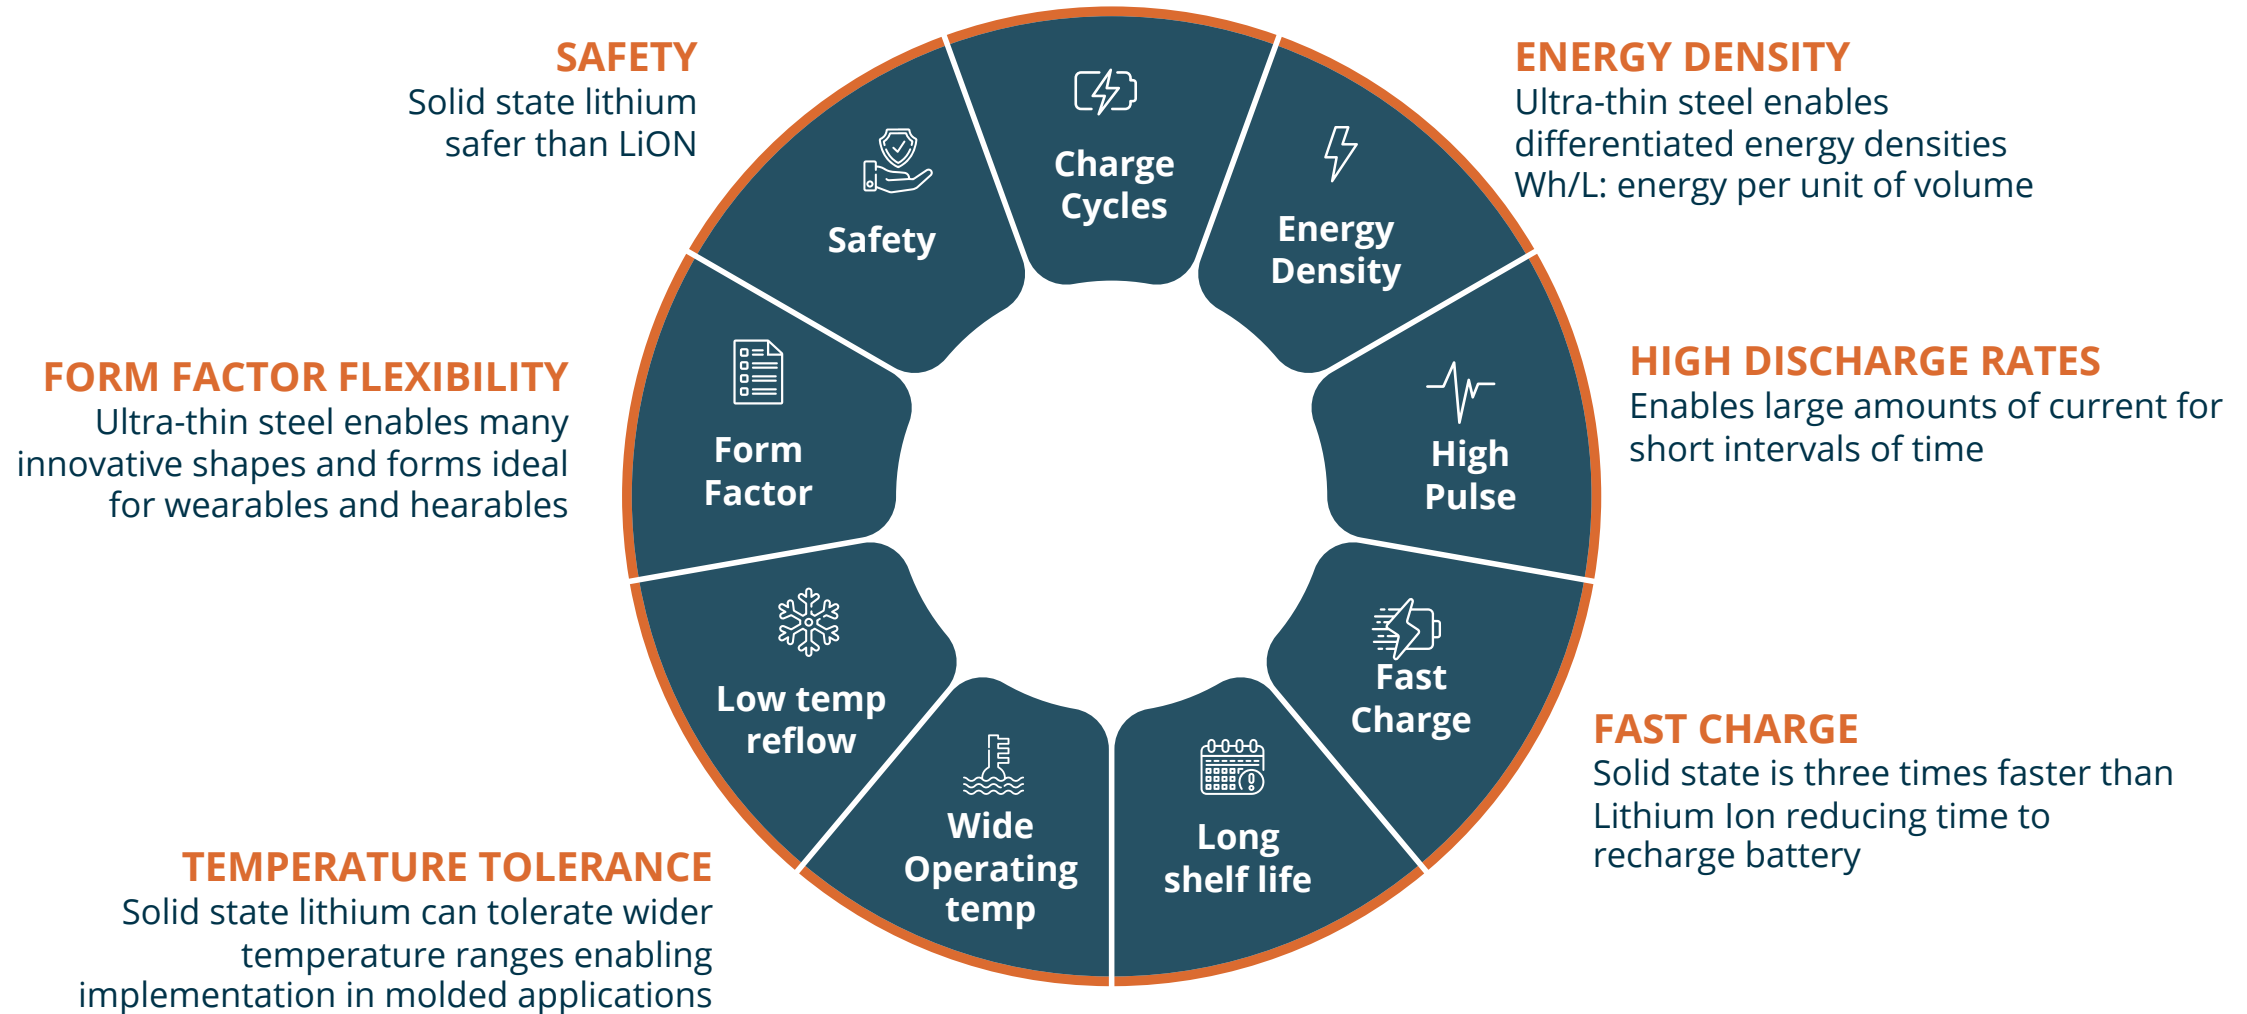 SAFETY
Solid state lithium
safer than LiON
FORM FACTOR FLEXIBILITY
Ultra-thin steel enables many
innovative shapes and forms ideal
for wearables and hearables
TEMPERATURE TOLERANCE
Solid state lithium can tolerate wider
temperature ranges enabling
implementation in molded applications
Charge
Cycles
Energy
Density
High
Pulse
Fast
Charge
Long
shelf life
Wide
Operating
temp
Low temp
reflow
Form
Factor
Safety
ENERGY DENSITY
Ultra-thin steel enables
differentiated energy densities
Wh/L: energy per unit of volume
HIGH DISCHARGE RATES
Enables large amounts of current for
short intervals of time
FAST CHARGE
Solid state is three times faster than
Lithium Ion reducing time to
recharge battery